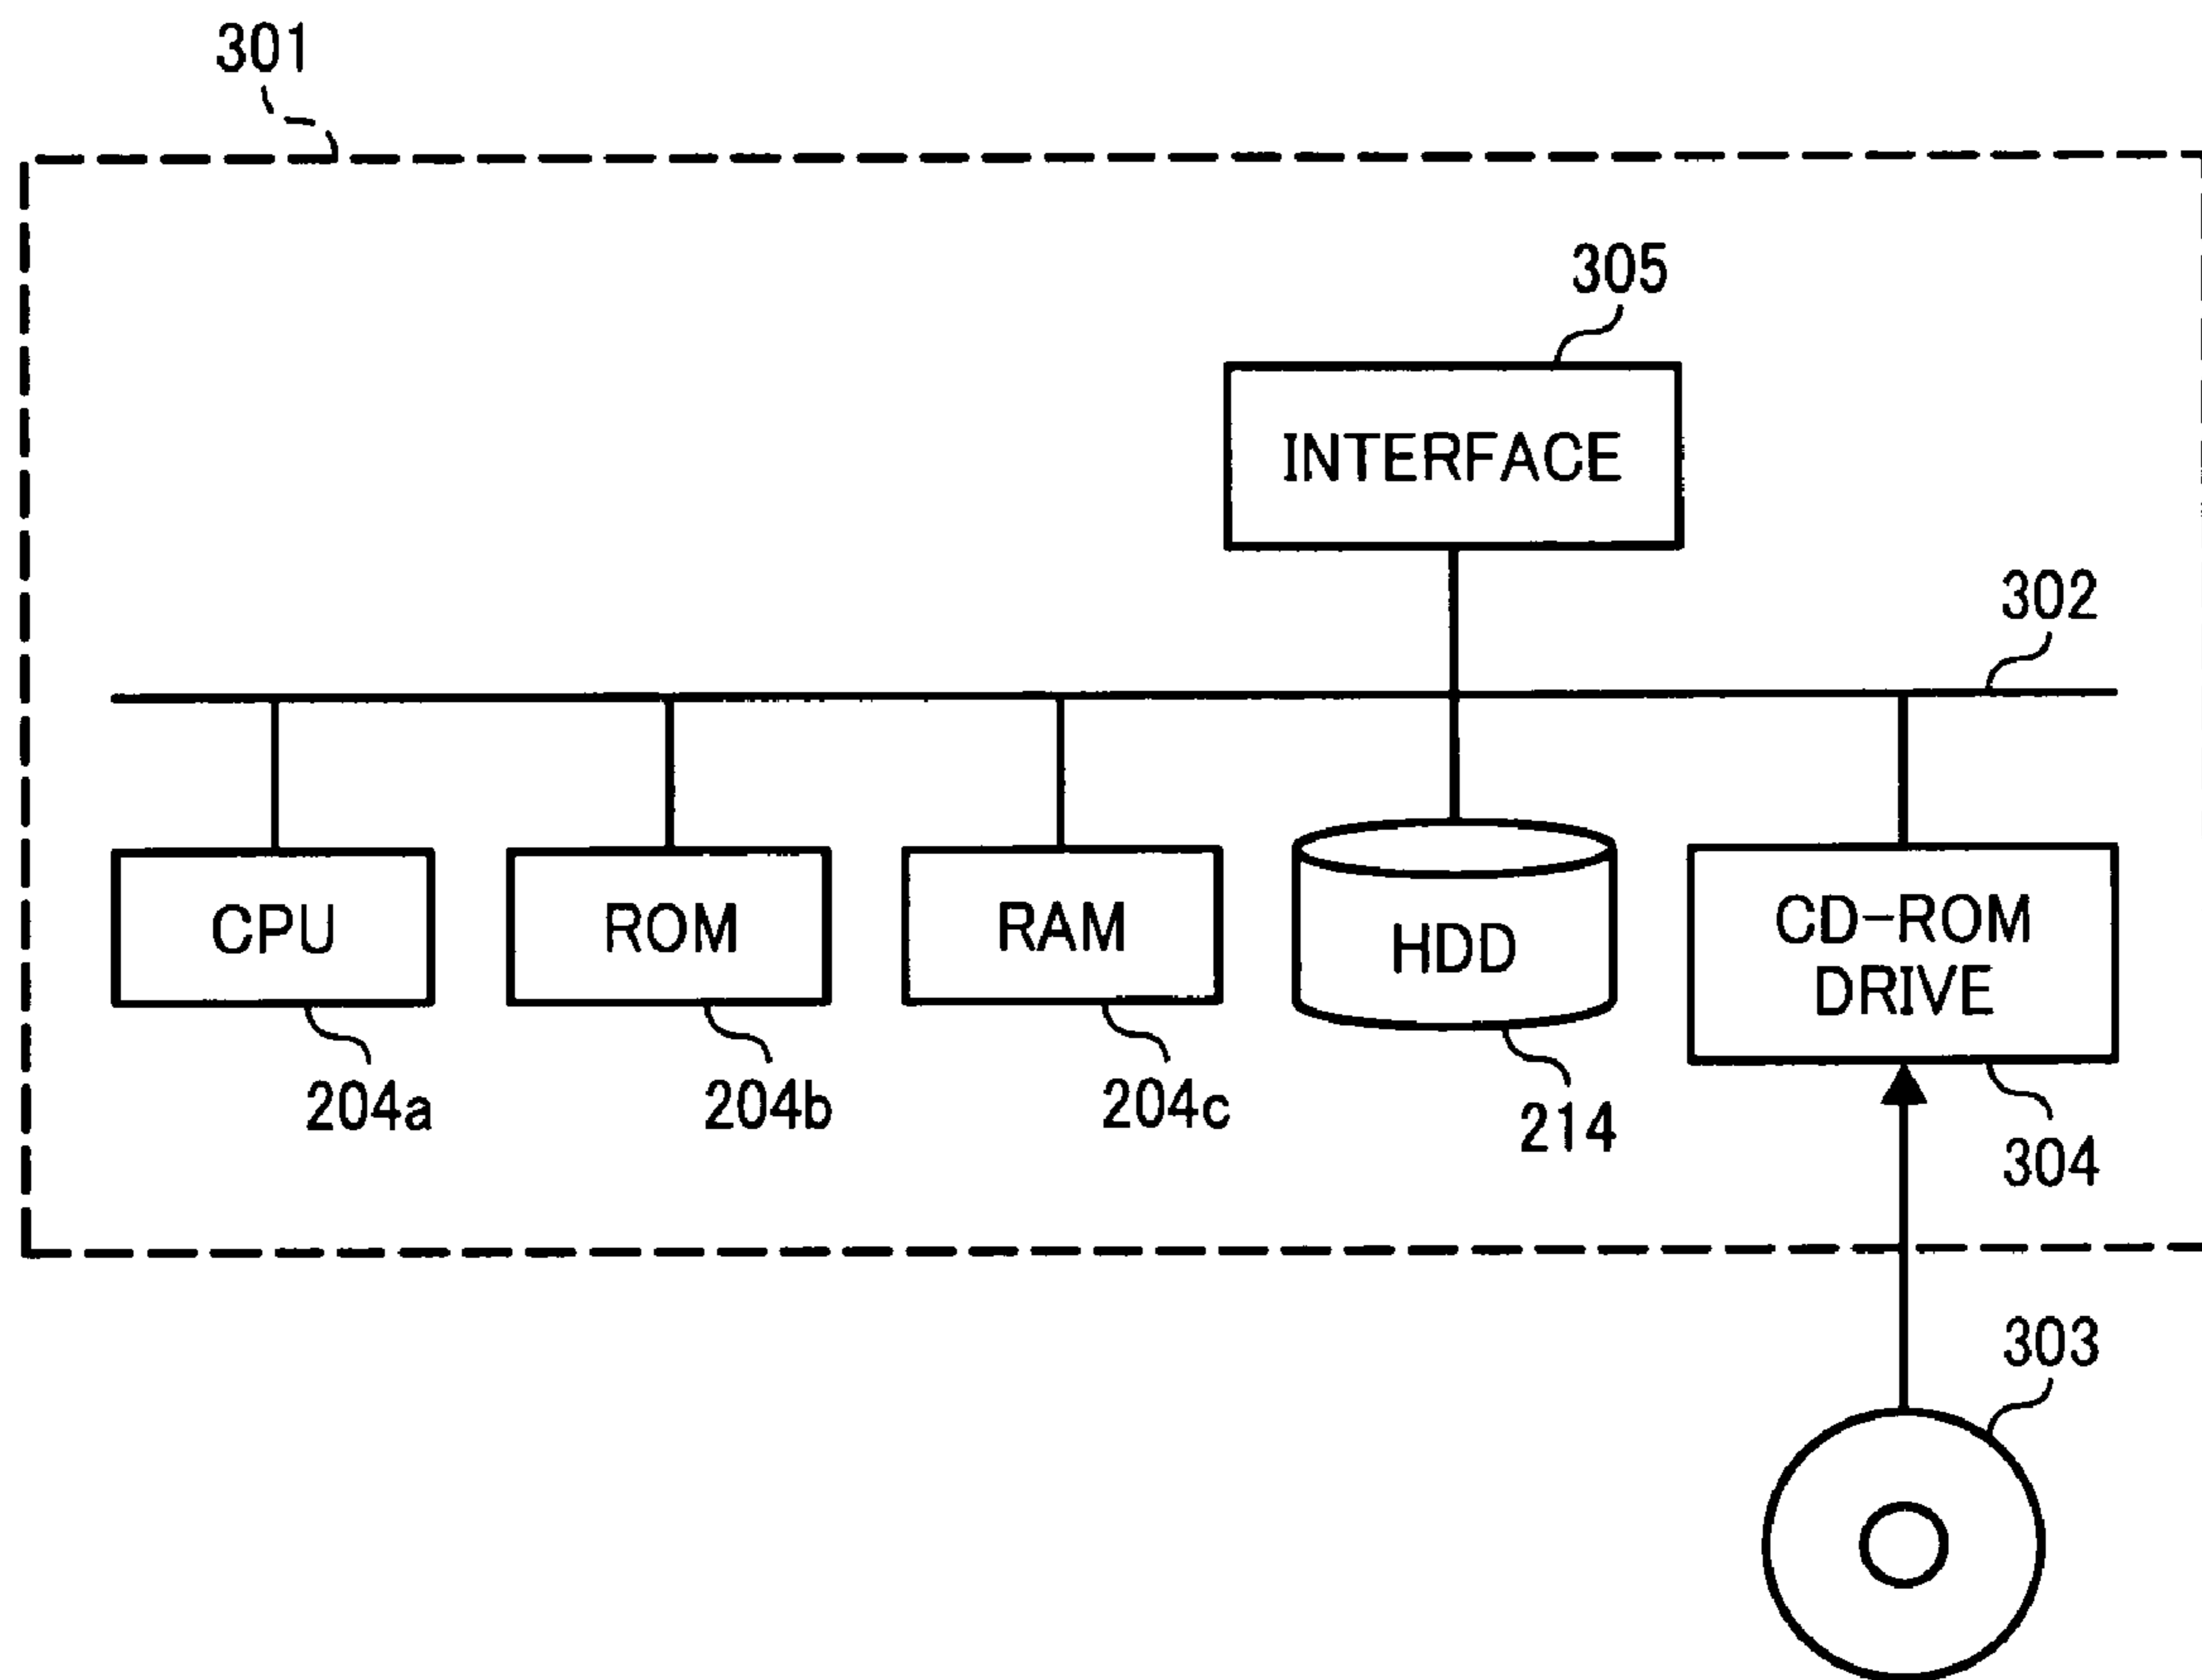 301
305
INTERFACE
302
CPU
ROM
RAM
HDD
CD-ROM
DRIVE
204a
204b
204c
214
304
303